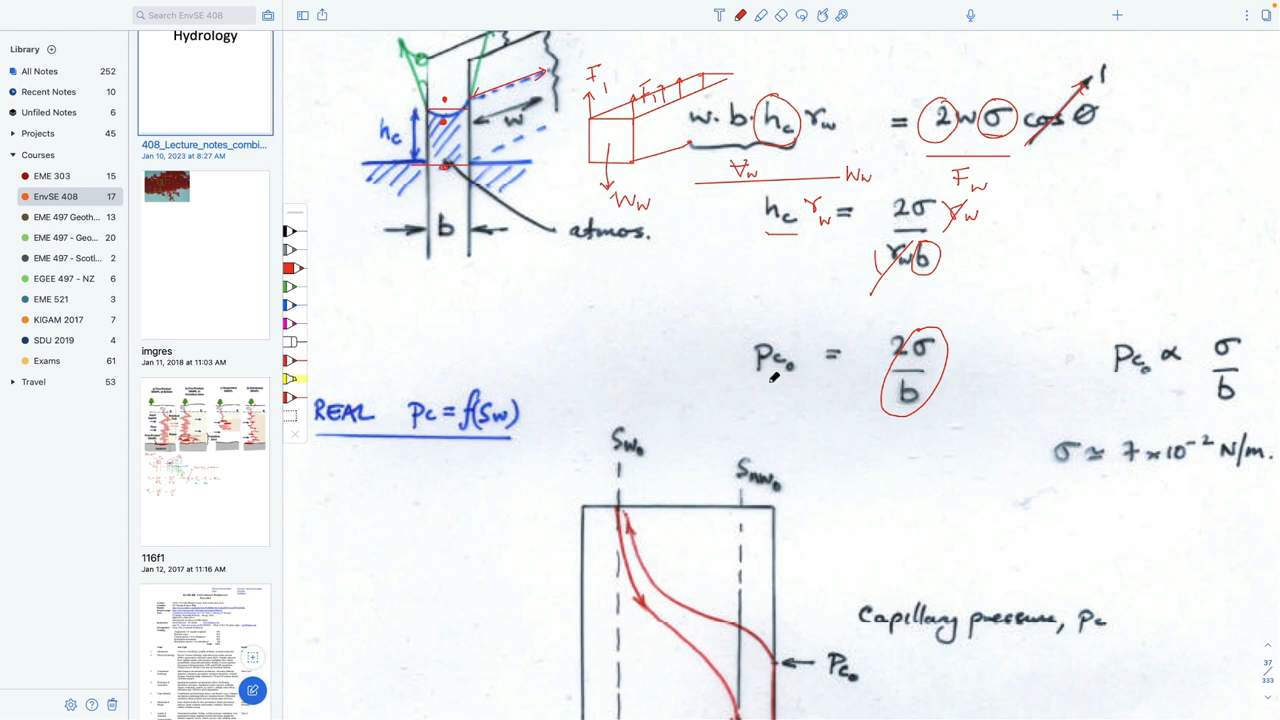 Search EnvSE 408
Library
All Notes 252
Recent Notes 10
Unfiled Notes 6
Projects 45
Courses
EME 303 15
EnvSE 408 17
EME 497 Geoth... 13
EME 497 - Geo... 20
EME 497 - Scotl... 2
EGEE 497 - NZ 6
EME 521 3
KIGAM 2017 7
SDU 2019 4
Exams 61
Travel 53
Hydrology
408_Lecture_notes_combi...
Jan 10, 2023 at 8:27 AM
imgres
Jan 11, 2018 at 11:03 AM
116f1
Jan 12, 2017 at 11:16 AM
θ
hc
w
b
atmos.
F1
F1
Ww
w. b. hc γw = 2wσ cos θ 1
Vw Ww Fw
hc γw = 2σ γw
γw b
Pc₀ = 2σ
b
Pc₀ ∝ σ
b
σ ≃ 7×10⁻² N/m.
REAL Pc = f(Sw)
Sw₀
Snw₀
Capillary pressure, Pc
Pc₀
37
333